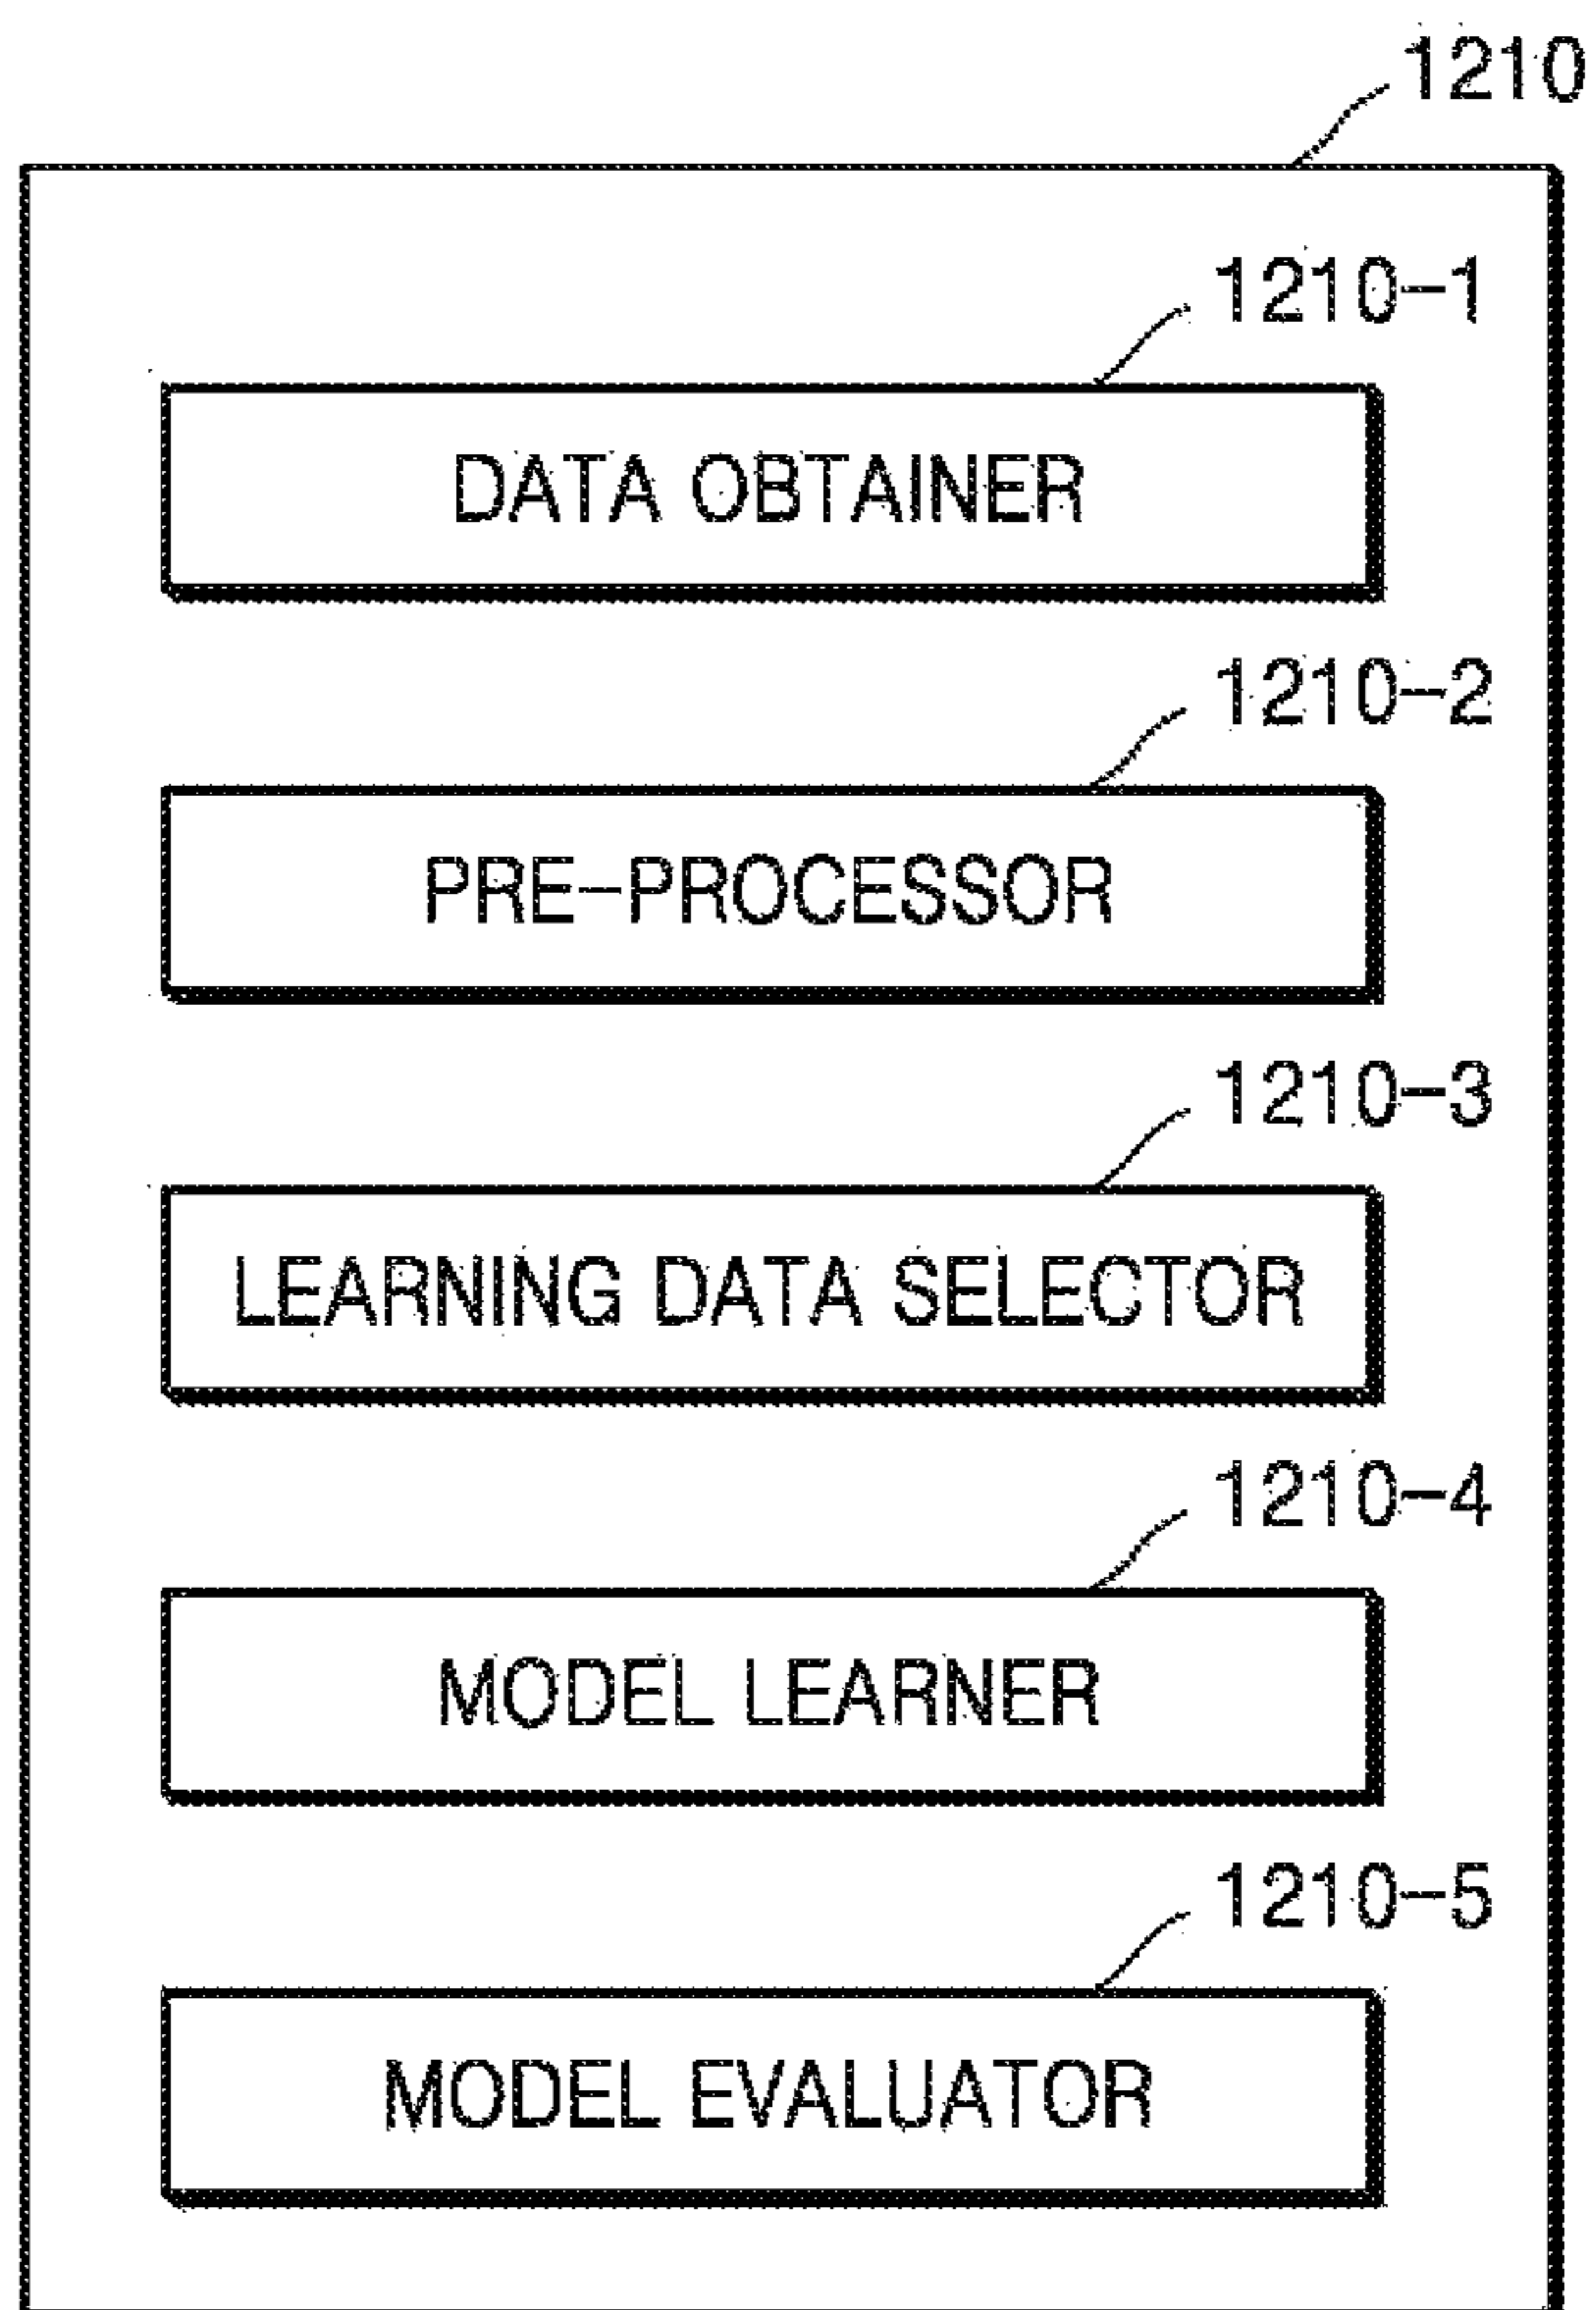 1210
1210-1
DATA OBTAINER
1210-2
PRE-PROCESSOR
1210-3
LEARNING DATA SELECTOR
1210-4
MODEL LEARNER
1210-5
MODEL EVALUATOR